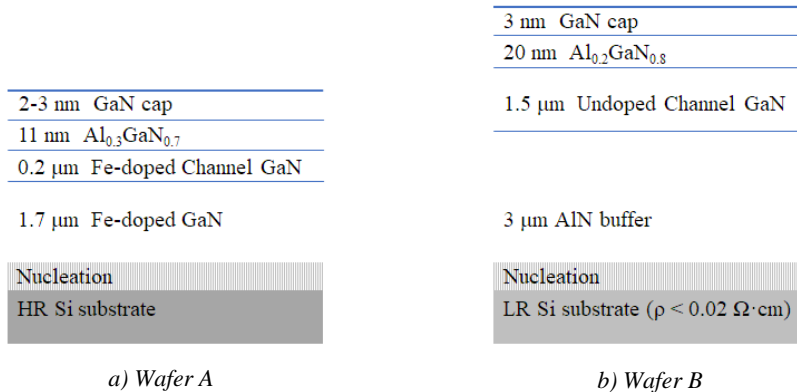 2-3 nm  GaN cap
11 nm  Al0.3GaN0.7
0.2 μm  Fe-doped Channel GaN
1.7 μm  Fe-doped GaN
Nucleation
HR Si substrate
a) Wafer A
3 nm  GaN cap
20 nm  Al0.2GaN0.8
1.5 μm  Undoped Channel GaN
3 μm AlN buffer
Nucleation
LR Si substrate (ρ < 0.02 Ω·cm)
b) Wafer B